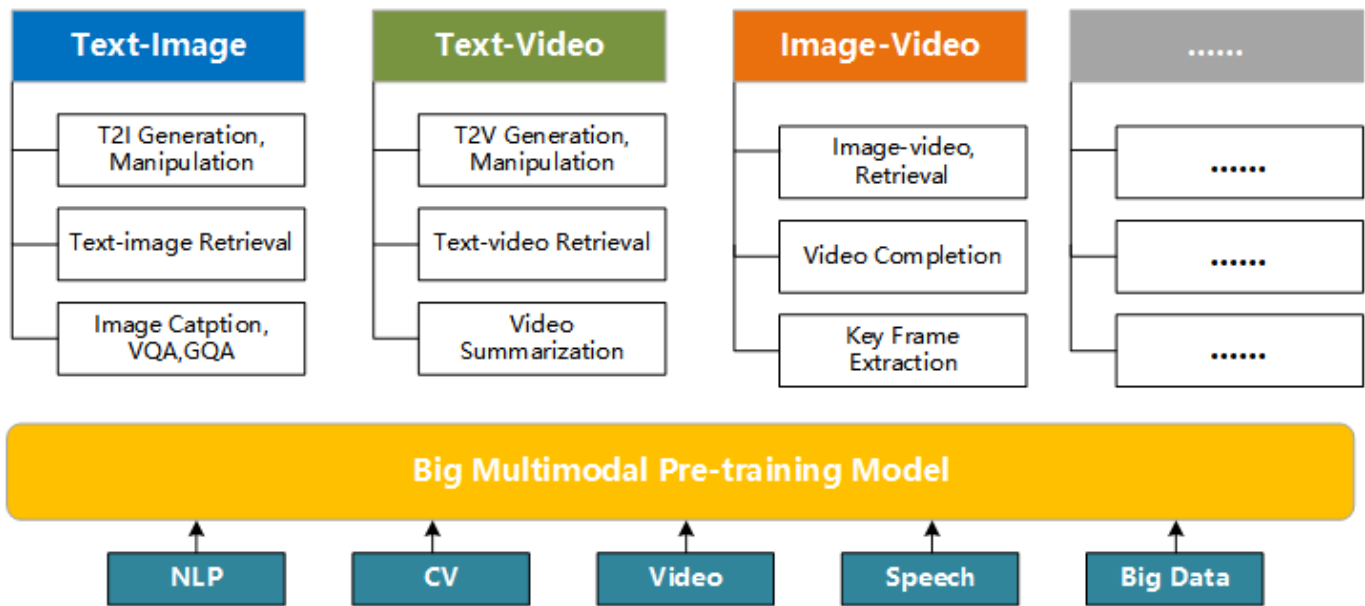 Text-Image
T2I Generation,
Manipulation
Text-image Retrieval
Image Catption,
VQA,GQA
Text-Video
T2V Generation,
Manipulation
Text-video Retrieval
Video
Summarization
Image-Video
Image-video,
Retrieval
Video Completion
Key Frame
Extraction
......
......
......
......
Big Multimodal Pre-training Model
NLP
CV
Video
Speech
Big Data